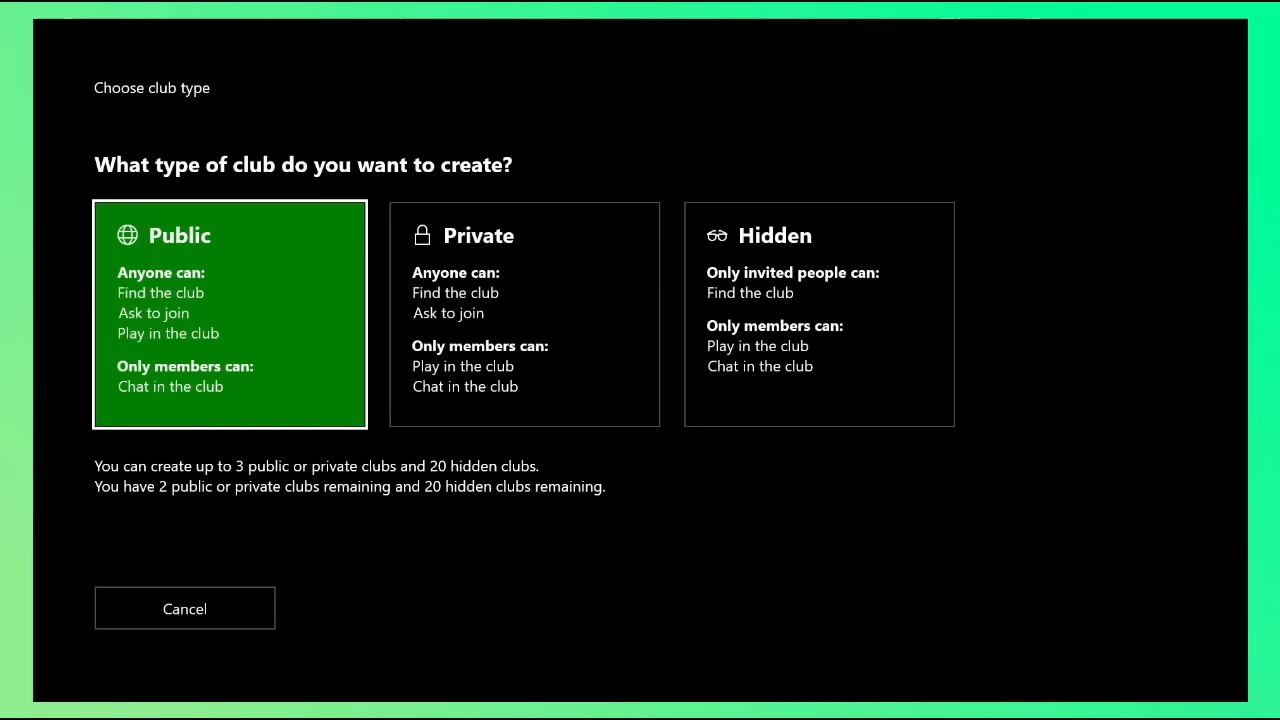 Choose club type
What type of club do you want to create?
Public
Anyone can:
Find the club
Ask to join
Play in the club
Only members can:
Chat in the club
Private
Anyone can:
Find the club
Ask to join
Only members can:
Play in the club
Chat in the club
Hidden
Only invited people can:
Find the club
Only members can:
Play in the club
Chat in the club
You can create up to 3 public or private clubs and 20 hidden clubs.
You have 2 public or private clubs remaining and 20 hidden clubs remaining.
Cancel